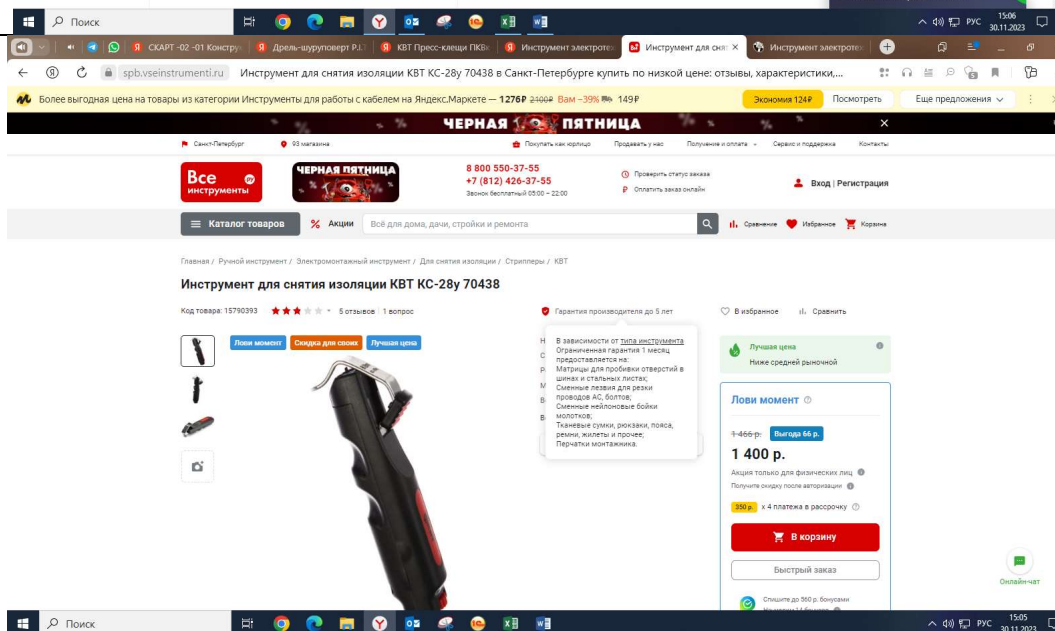 Поиск
РУС
15:06
30.11.2023
СКАРТ -02 -01 Констру
Дрель-шуруповерт P.I.
КВТ Пресс-клещи ПКВ
Инструмент электроте
Инструмент для сня
Инструмент электроте
spb.vseinstrumenti.ru
Инструмент для снятия изоляции КВТ КС-28у 70438 в Санкт-Петербурге купить по низкой цене: отзывы, характеристики,...
Более выгодная цена на товары из категории Инструменты для работы с кабелем на Яндекс.Маркете — 1276₽ 2100₽ Вам −39% 149₽
Экономия 124₽
Посмотреть
Еще предложения
ЧЕРНАЯ ПЯТНИЦА
Санкт-Петербург
93 магазина
Покупать как юрлицо
Продавать у нас
Получение и оплата
Сервис и поддержка
Контакты
Все инструменты
ЧЕРНАЯ ПЯТНИЦА
8 800 550-37-55
+7 (812) 426-37-55
Звонок бесплатный 05:00 – 22:00
Проверить статус заказа
Оплатить заказ онлайн
Вход | Регистрация
Каталог товаров
% Акции
Всё для дома, дачи, стройки и ремонта
Сравнение
Избранное
Корзина
Главная / Ручной инструмент / Электромонтажный инструмент / Для снятия изоляции / Стрипперы / КВТ
Инструмент для снятия изоляции КВТ КС-28у 70438
Код товара: 15790393
5 отзывов
1 вопрос
Гарантия производителя до 5 лет
В избранное
Сравнить
Лови момент
Скидка для своих
Лучшая цена
В зависимости от типа инструмента
Ограниченная гарантия 1 месяц
предоставляется на:
Матрицы для пробивки отверстий в
шинах и стальных листах;
Сменные лезвия для резки
проводов АС, болтов;
Сменные нейлоновые бойки
молотков;
Тканевые сумки, рюкзаки, пояса,
ремни, жилеты и прочее;
Перчатки монтажника.
Лучшая цена
Ниже средней рыночной
Лови момент
1 466 р.
Выгода 66 р.
1 400 р.
Акция только для физических лиц
Получите скидку после авторизации
350 р. х 4 платежа в рассрочку
В корзину
Быстрый заказ
Спишите до 560 р. бонусами
Онлайн-чат
Поиск
РУС
15:05
30.11.2023